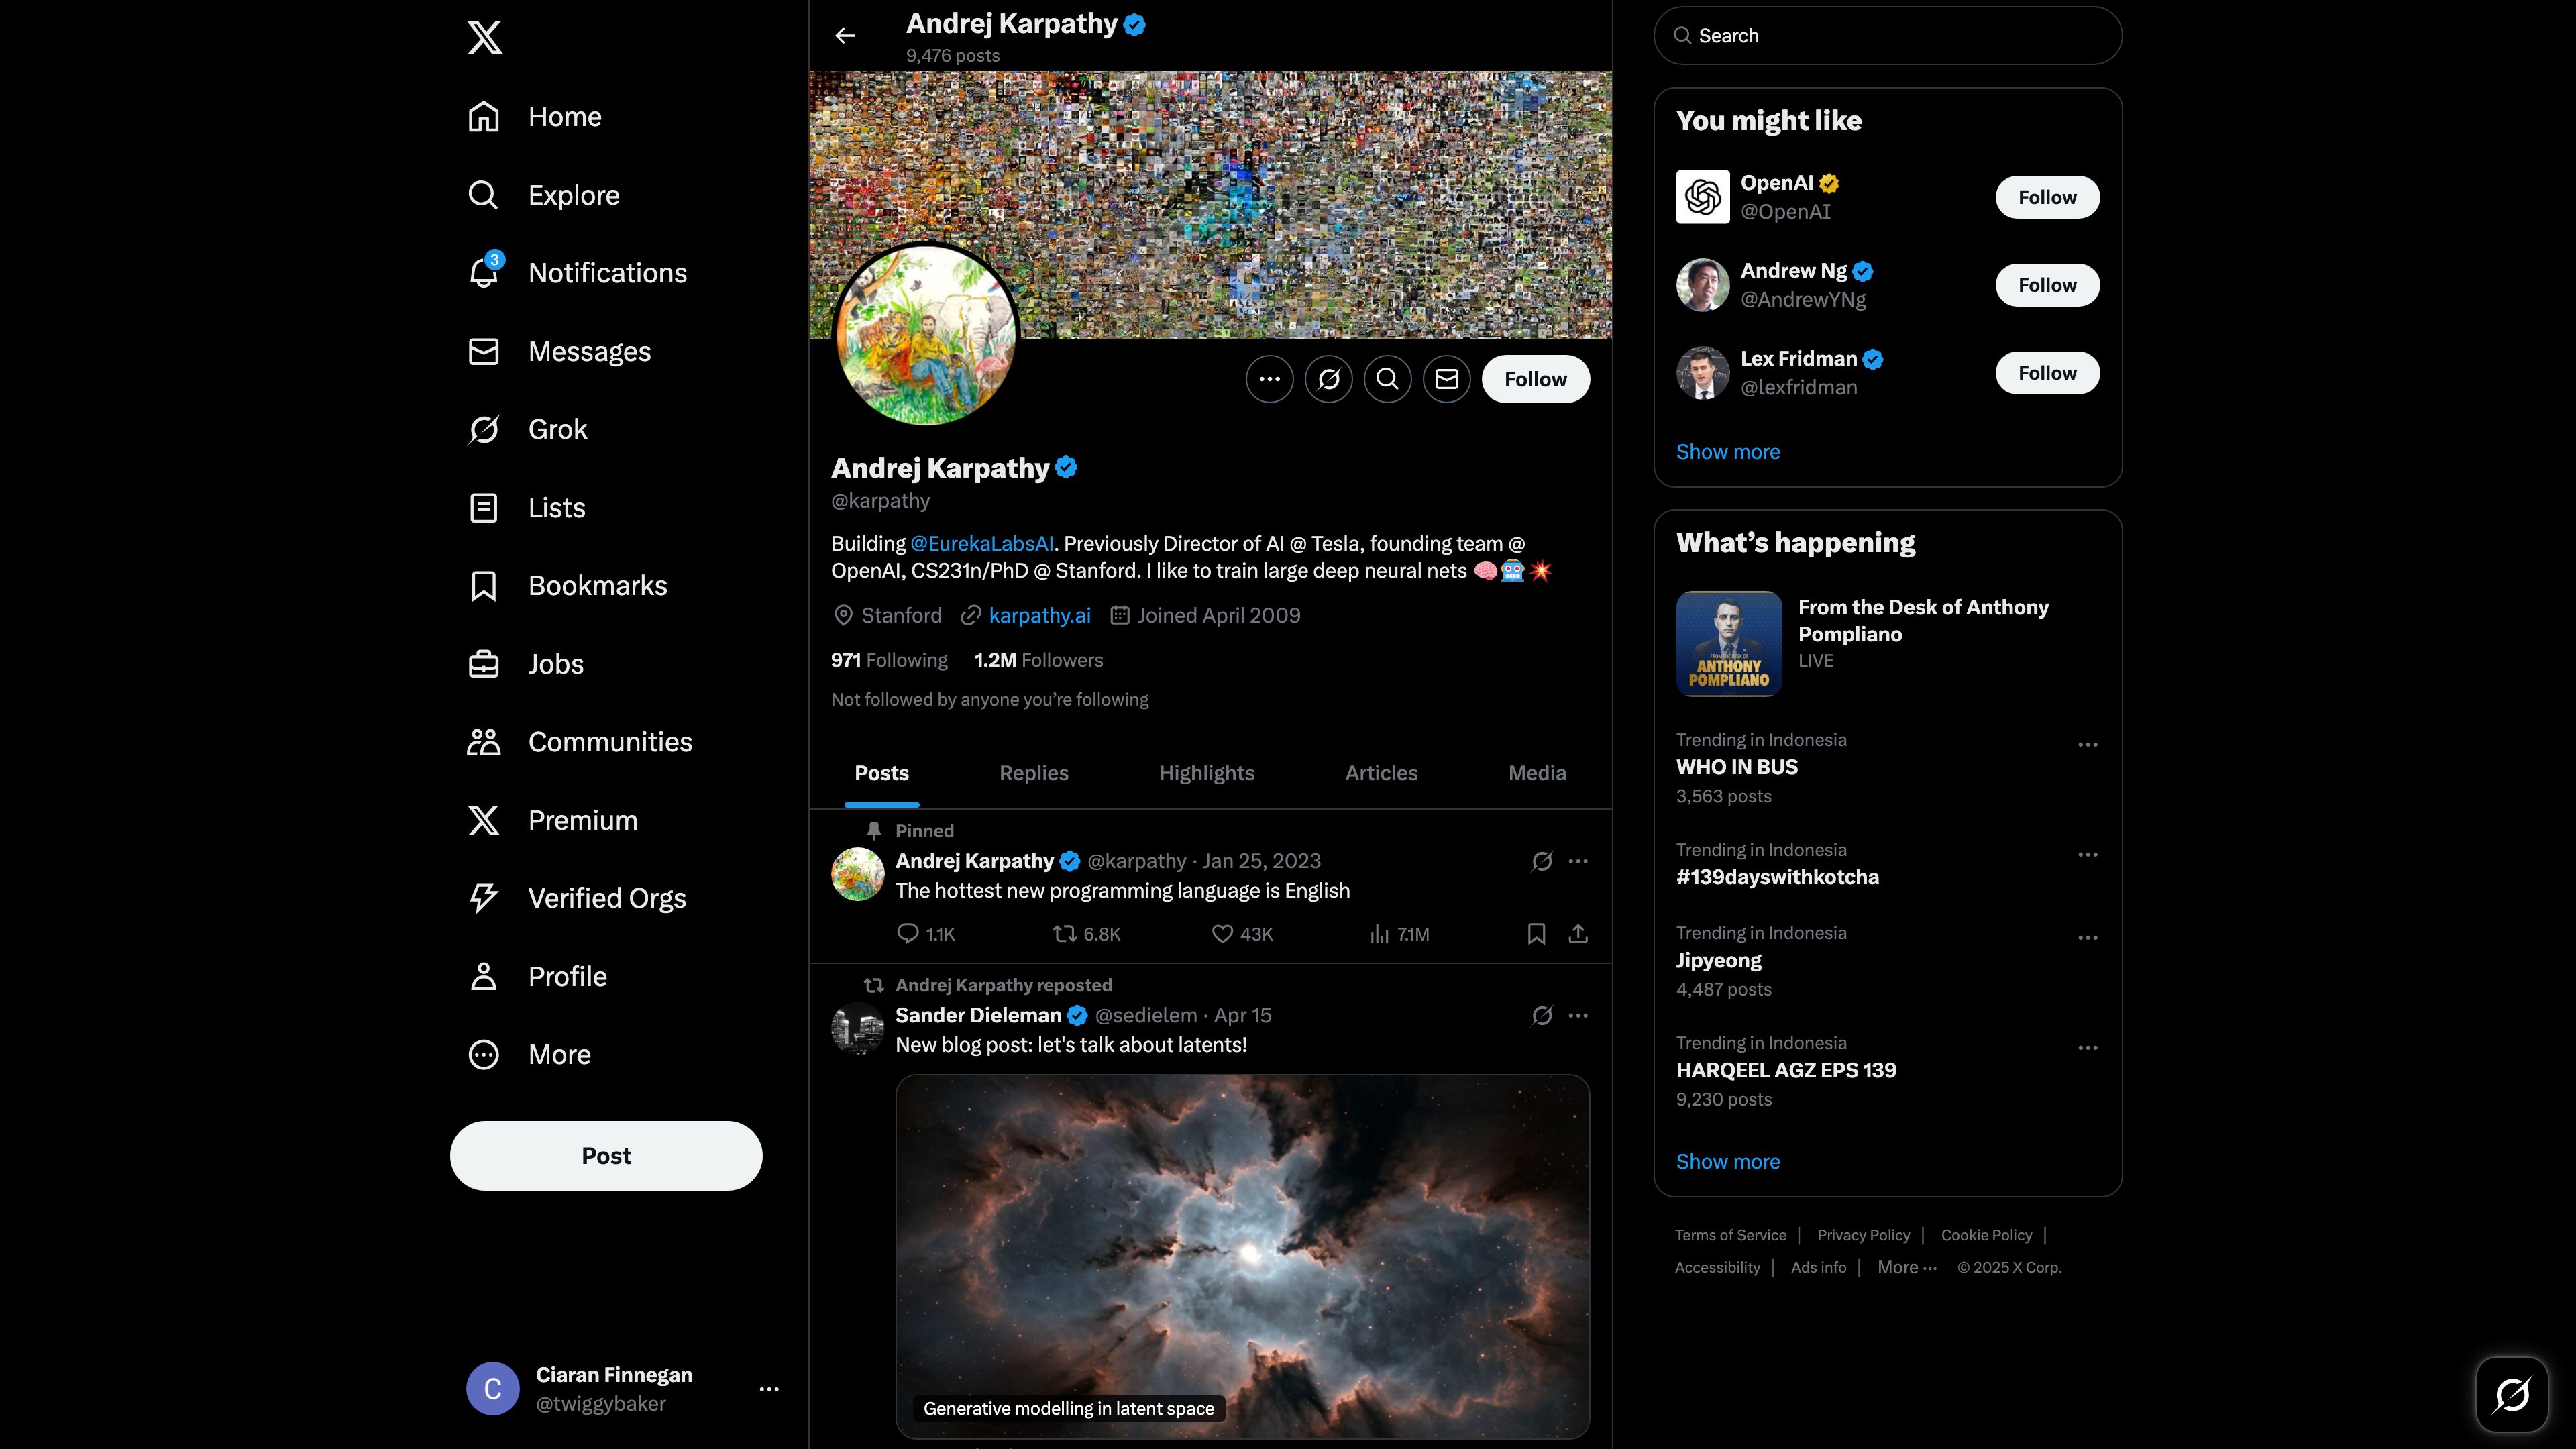 Home
Explore
3
Notifications
Messages
Grok
Lists
Bookmarks
Jobs
Communities
Premium
Verified Orgs
Profile
More
Post
C
Ciaran Finnegan
@twiggybaker
Andrej Karpathy
9,476 posts
Follow
Andrej Karpathy
@karpathy
Building @EurekaLabsAI. Previously Director of AI @ Tesla, founding team @
OpenAI, CS231n/PhD @ Stanford. I like to train large deep neural nets 🧠🤖💥
Stanford karpathy.ai Joined April 2009
971 Following 1.2M Followers
Not followed by anyone you’re following
Posts Replies Highlights Articles Media
Pinned
Andrej Karpathy @karpathy · Jan 25, 2023
The hottest new programming language is English
1.1K 6.8K 43K 7.1M
Andrej Karpathy reposted
Sander Dieleman @sedielem · Apr 15
New blog post: let's talk about latents!
Generative modelling in latent space
Search
You might like
OpenAI
@OpenAI
Follow
Andrew Ng
@AndrewYNg
Follow
Lex Fridman
@lexfridman
Follow
Show more
What’s happening
FROM THE DESK OF
ANTHONY
POMPLIANO
From the Desk of Anthony
Pompliano
LIVE
Trending in Indonesia
WHO IN BUS
3,563 posts
Trending in Indonesia
#139dayswithkotcha
Trending in Indonesia
Jipyeong
4,487 posts
Trending in Indonesia
HARQEEL AGZ EPS 139
9,230 posts
Show more
Terms of Service | Privacy Policy | Cookie Policy |
Accessibility | Ads info | More ··· © 2025 X Corp.